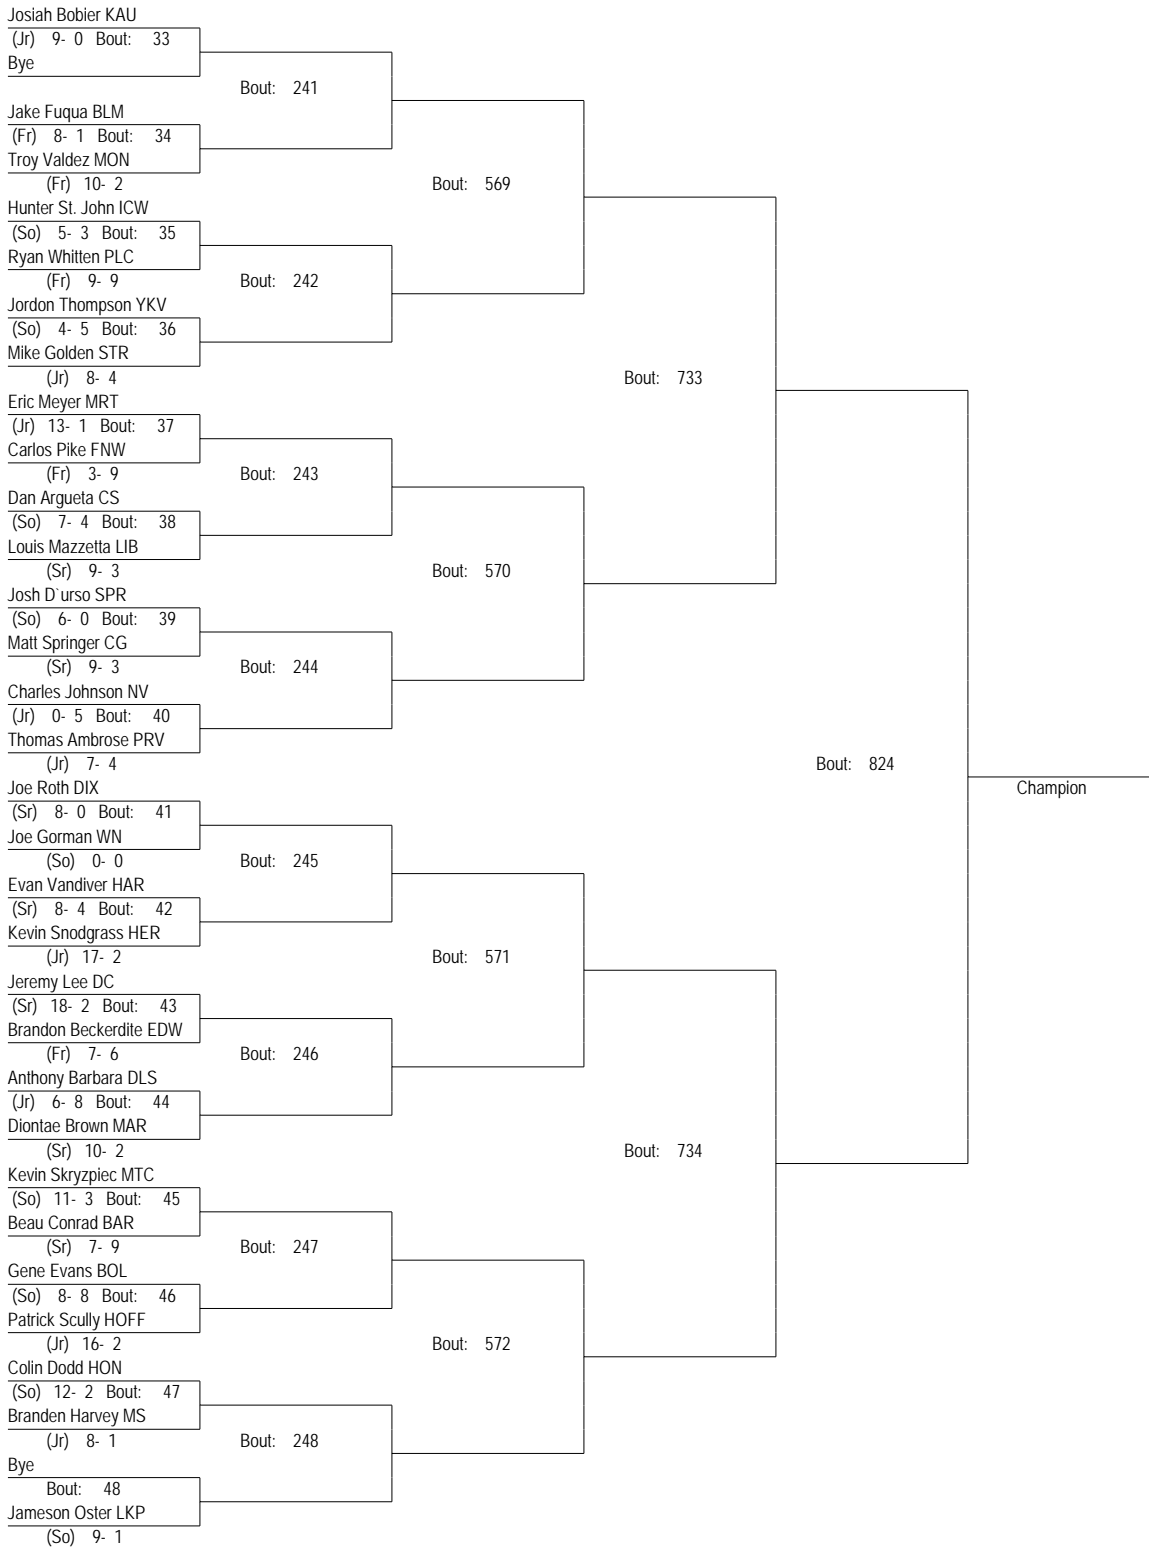 Josiah Bobier KAU
(Jr) 9- 0 Bout: 33
Bye
Bout: 241
Jake Fuqua BLM
(Fr) 8- 1 Bout: 34
Troy Valdez MON
(Fr) 10- 2
Bout: 569
Hunter St. John ICW
(So) 5- 3 Bout: 35
Ryan Whitten PLC
(Fr) 9- 9
Bout: 242
Jordon Thompson YKV
(So) 4- 5 Bout: 36
Mike Golden STR
(Jr) 8- 4
Bout: 733
Eric Meyer MRT
(Jr) 13- 1 Bout: 37
Carlos Pike FNW
(Fr) 3- 9
Bout: 243
Dan Argueta CS
(So) 7- 4 Bout: 38
Louis Mazzetta LIB
(Sr) 9- 3
Bout: 570
Josh D`urso SPR
(So) 6- 0 Bout: 39
Matt Springer CG
(Sr) 9- 3
Bout: 244
Charles Johnson NV
(Jr) 0- 5 Bout: 40
Thomas Ambrose PRV
(Jr) 7- 4
Bout: 824
Champion
Joe Roth DIX
(Sr) 8- 0 Bout: 41
Joe Gorman WN
(So) 0- 0
Bout: 245
Evan Vandiver HAR
(Sr) 8- 4 Bout: 42
Kevin Snodgrass HER
(Jr) 17- 2
Bout: 571
Jeremy Lee DC
(Sr) 18- 2 Bout: 43
Brandon Beckerdite EDW
(Fr) 7- 6
Bout: 246
Anthony Barbara DLS
(Jr) 6- 8 Bout: 44
Diontae Brown MAR
(Sr) 10- 2
Bout: 734
Kevin Skryzpiec MTC
(So) 11- 3 Bout: 45
Beau Conrad BAR
(Sr) 7- 9
Bout: 247
Gene Evans BOL
(So) 8- 8 Bout: 46
Patrick Scully HOFF
(Jr) 16- 2
Bout: 572
Colin Dodd HON
(So) 12- 2 Bout: 47
Branden Harvey MS
(Jr) 8- 1
Bout: 248
Bye
Bout: 48
Jameson Oster LKP
(So) 9- 1